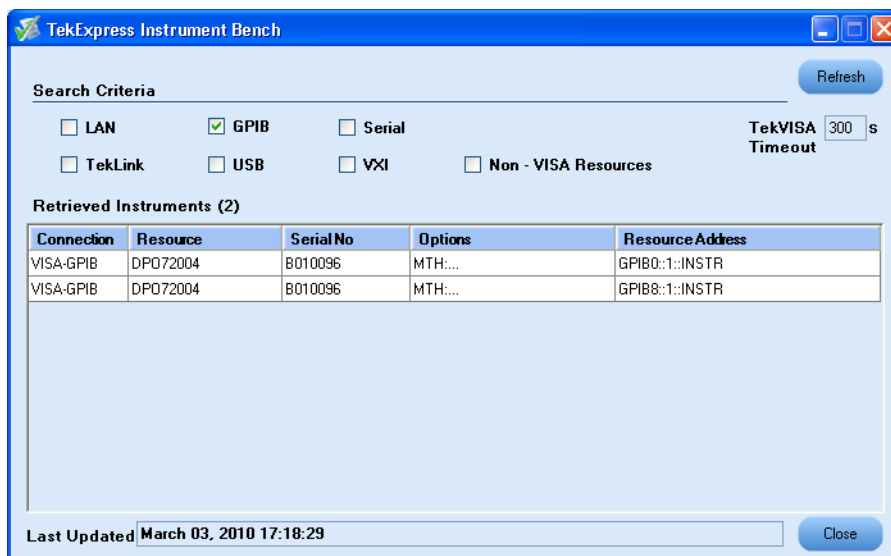 TekExpress Instrument Bench
Refresh
Search Criteria
LAN GPIB Serial TekVISA Timeout 300 s
TekLink USB VXI Non - VISA Resources
Retrieved Instruments (2)
Connection Resource Serial No Options Resource Address
VISA-GPIB DPO72004 B010096 MTH:... GPIB0::1::INSTR
VISA-GPIB DPO72004 B010096 MTH:... GPIB8::1::INSTR
Last Updated March 03, 2010 17:18:29 Close